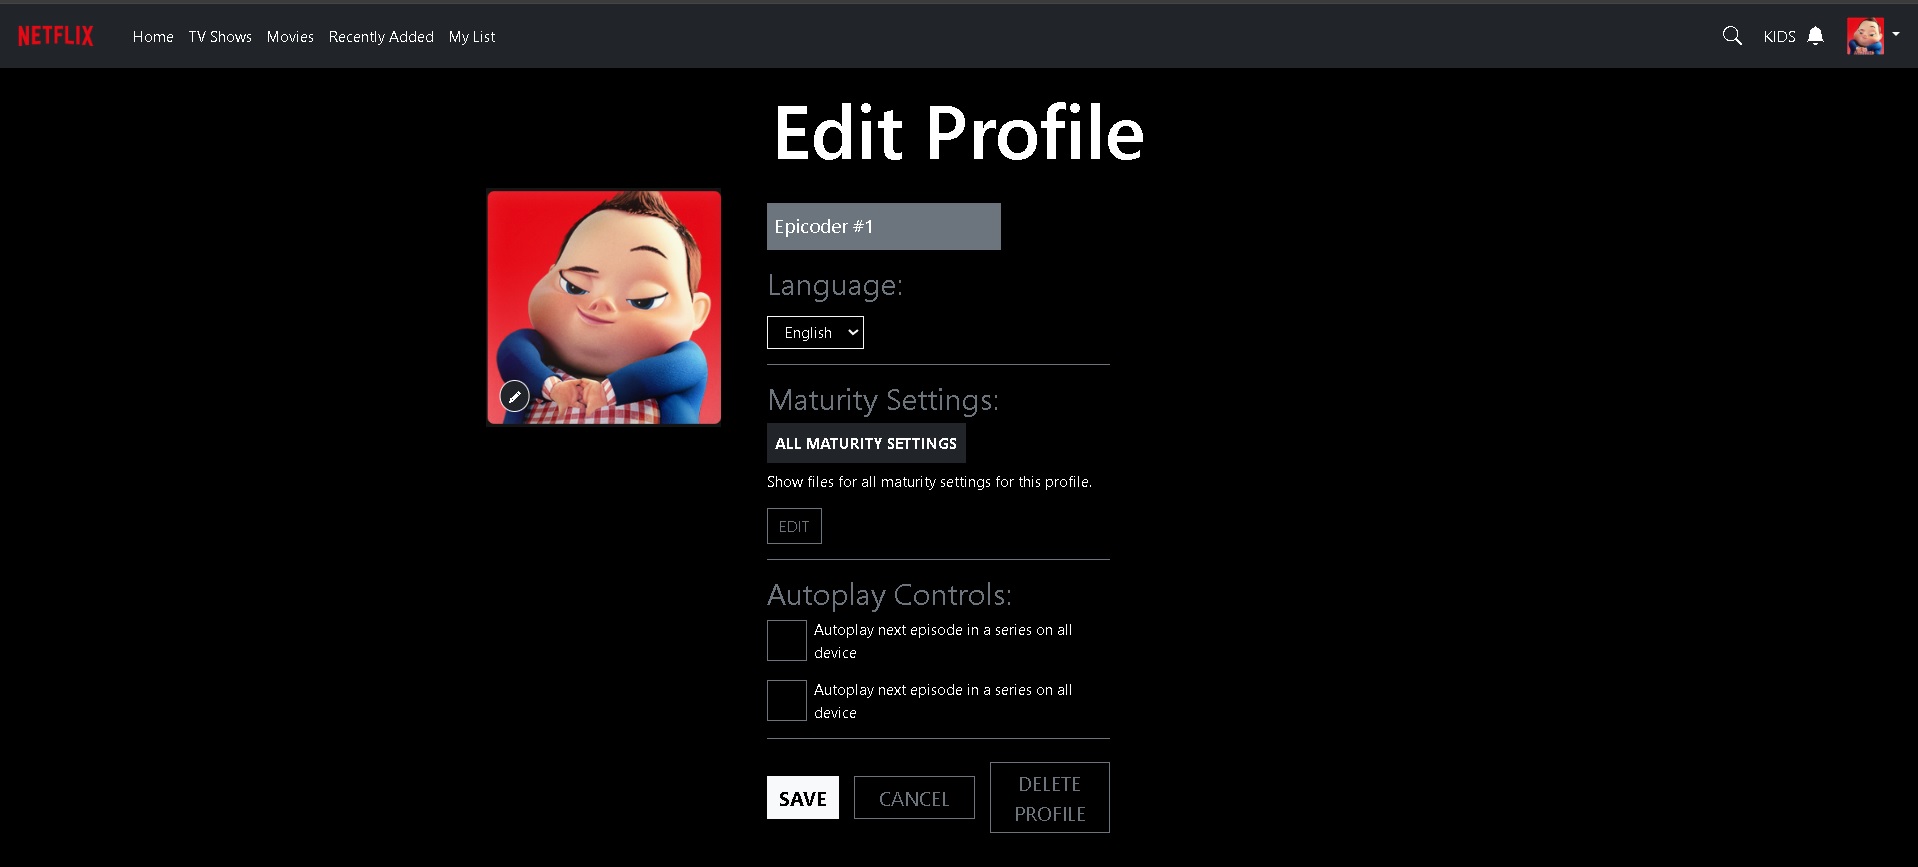 NETFLIX Home TV Shows Movies Recently Added My List KIDS
Edit Profile
Epicoder #1
Language:
English
Maturity Settings:
ALL MATURITY SETTINGS
Show files for all maturity settings for this profile.
EDIT
Autoplay Controls:
Autoplay next episode in a series on all
device
Autoplay next episode in a series on all
device
SAVE
CANCEL
DELETE
PROFILE